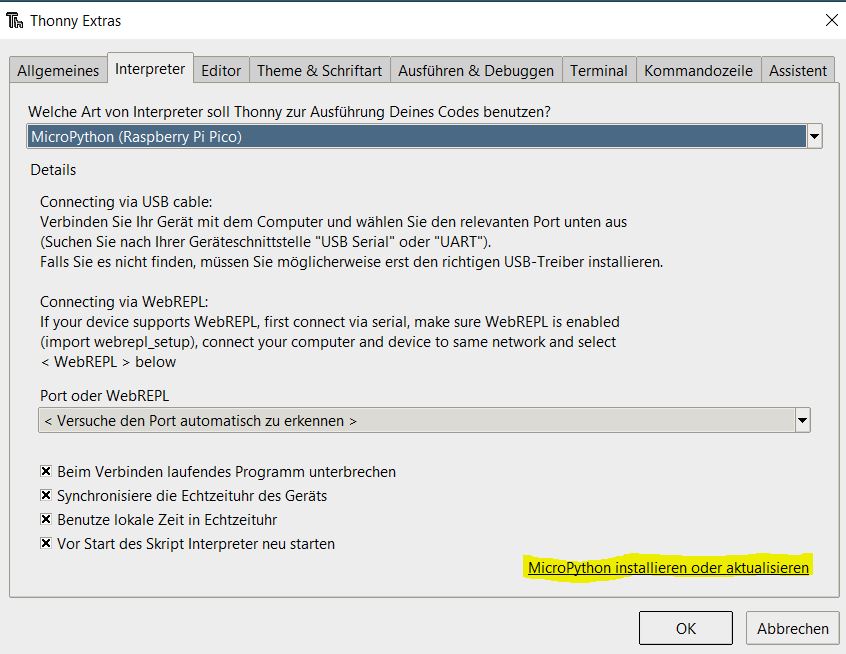 Thonny Extras
Allgemeines Interpreter Editor Theme & Schriftart Ausführen & Debuggen Terminal Kommandozeile Assistent
Welche Art von Interpreter soll Thonny zur Ausführung Deines Codes benutzen?
MicroPython (Raspberry Pi Pico)
Details
Connecting via USB cable:
Verbinden Sie Ihr Gerät mit dem Computer und wählen Sie den relevanten Port unten aus
(Suchen Sie nach Ihrer Geräteschnittstelle "USB Serial" oder "UART").
Falls Sie es nicht finden, müssen Sie möglicherweise erst den richtigen USB-Treiber installieren.
Connecting via WebREPL:
If your device supports WebREPL, first connect via serial, make sure WebREPL is enabled
(import webrepl_setup), connect your computer and device to same network and select
< WebREPL > below
Port oder WebREPL
< Versuche den Port automatisch zu erkennen >
Beim Verbinden laufendes Programm unterbrechen
Synchronisiere die Echtzeituhr des Geräts
Benutze lokale Zeit in Echtzeituhr
Vor Start des Skript Interpreter neu starten
MicroPython installieren oder aktualisieren
OK Abbrechen